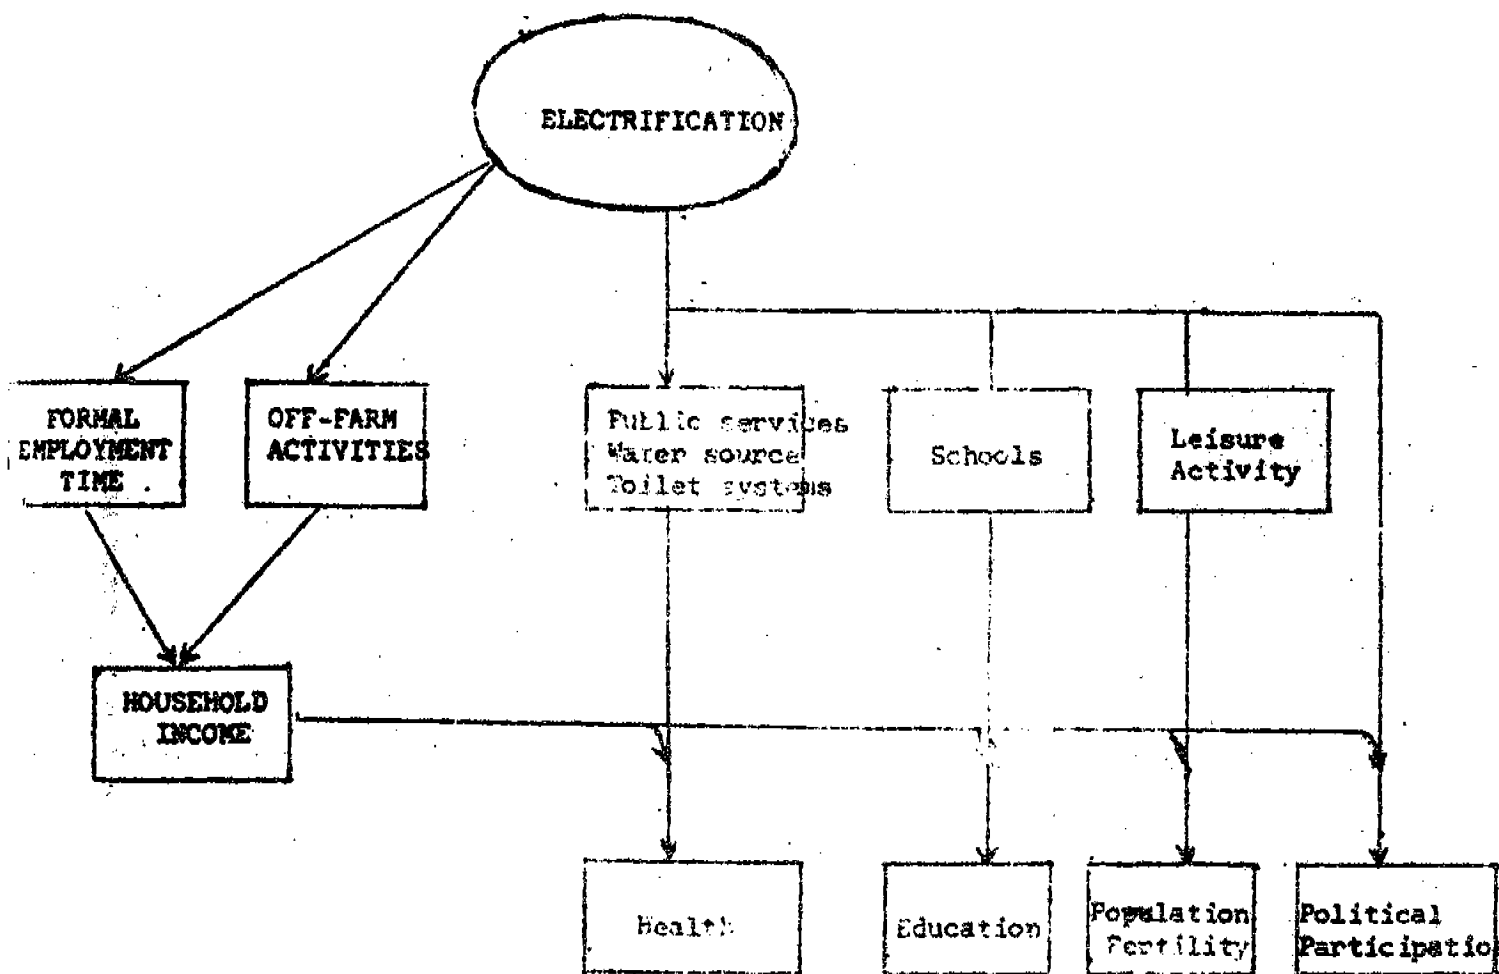 ELECTRIFICATION
FORMAL
EMPLOYMENT
TIME
OFF-FARM
ACTIVITIES
Public services
Water source
Toilet systems
Schools
Leisure
Activity
HOUSEHOLD
INCOME
Health
Education
Population
Fertility
Political
Participatio